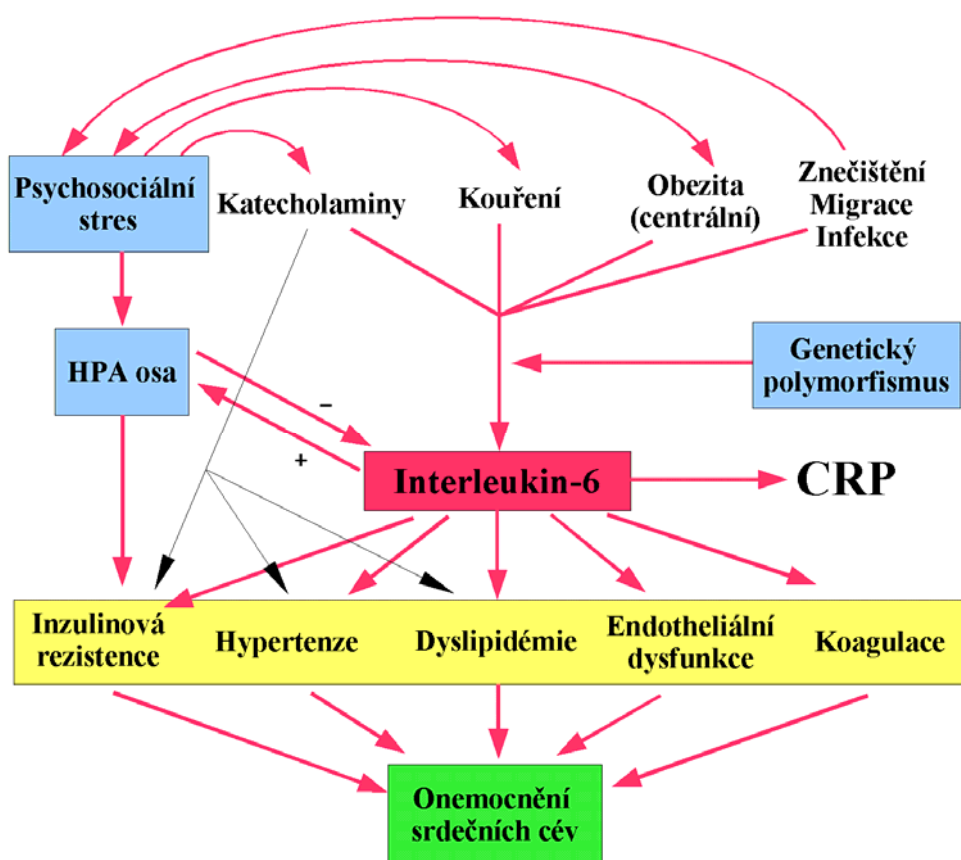 Psychosociální
stres
Katecholaminy
Kouření
Obezita
(centrální)
Znečištění
Migrace
Infekce
HPA osa
Genetický
polymorfismus
–
+
Interleukin-6
CRP
Inzulinová
rezistence
Hypertenze
Dyslipidémie
Endotheliální
dysfunkce
Koagulace
Onemocnění
srdečních cév